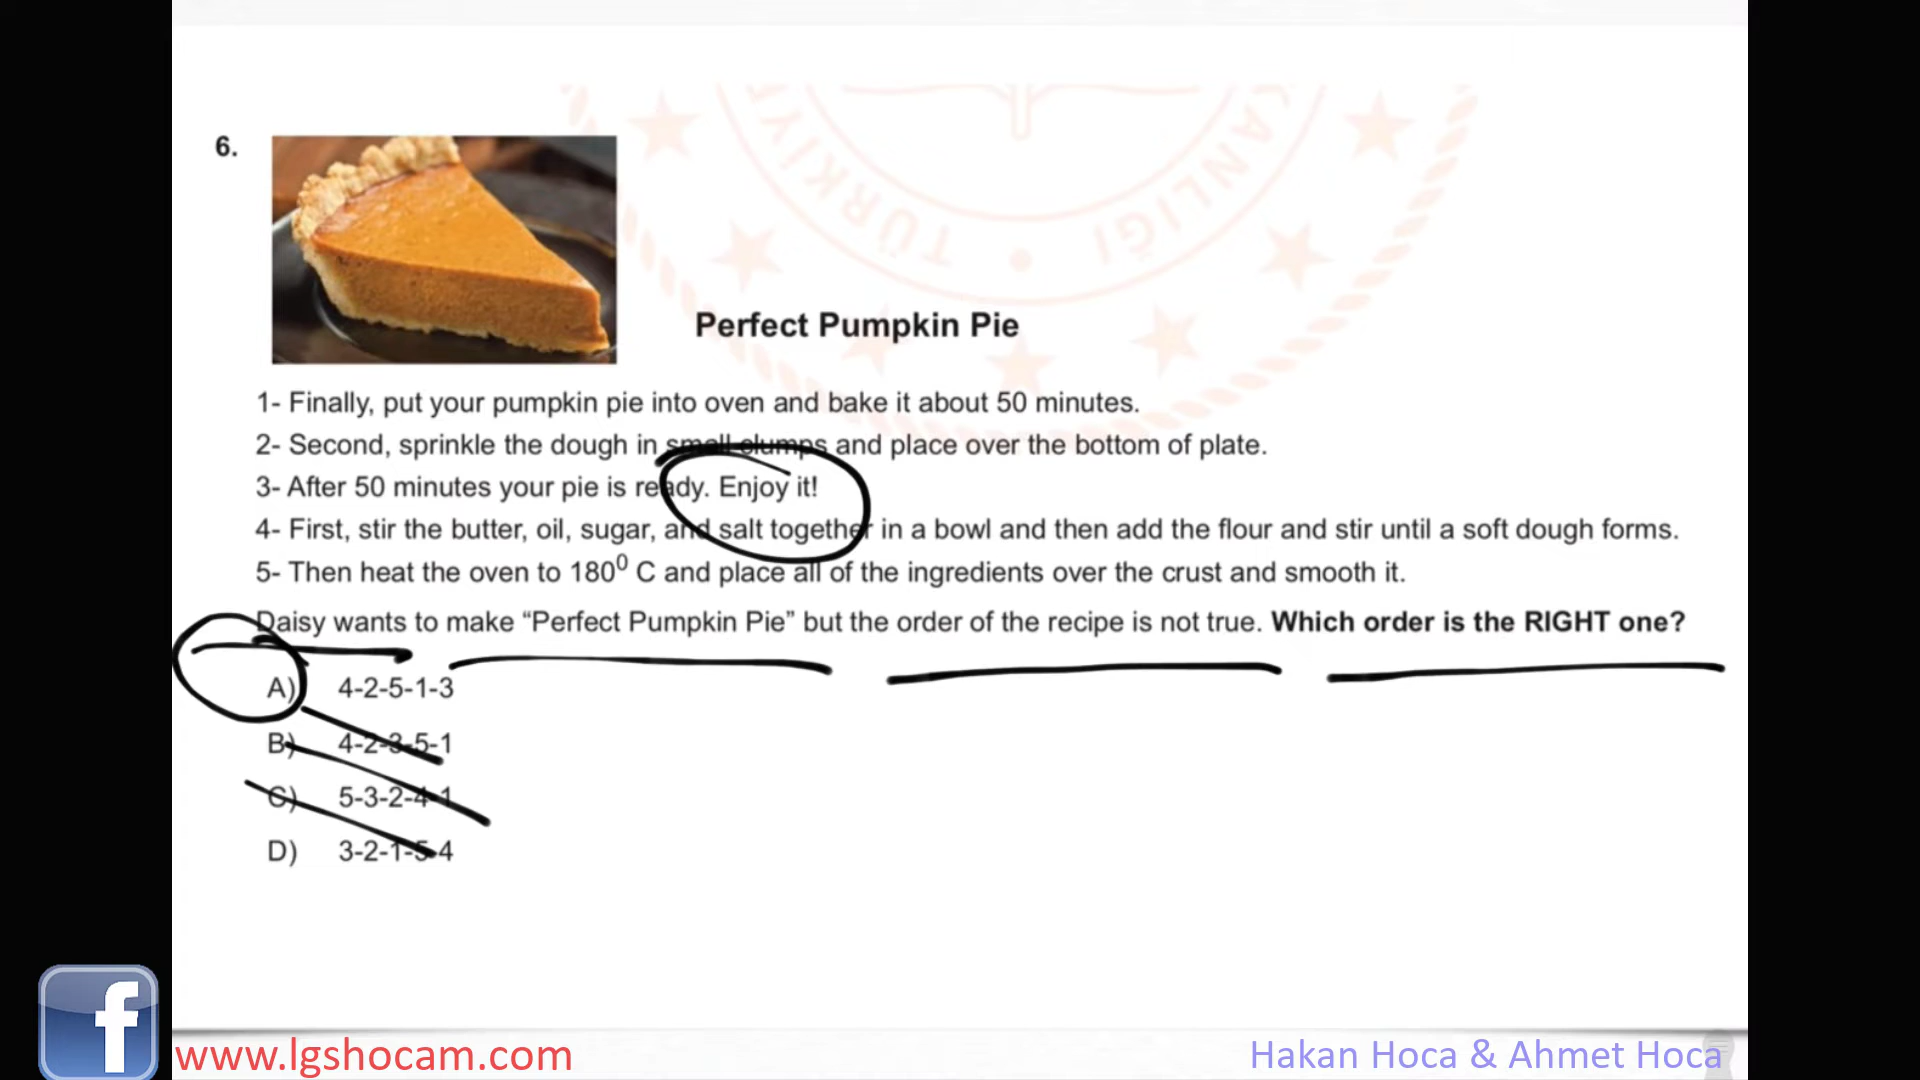 TÜRKİY
ANLIĞI
6.
Perfect Pumpkin Pie
1- Finally, put your pumpkin pie into oven and bake it about 50 minutes.
2- Second, sprinkle the dough in small clumps and place over the bottom of plate.
3- After 50 minutes your pie is ready. Enjoy it!
4- First, stir the butter, oil, sugar, and salt together in a bowl and then add the flour and stir until a soft dough forms.
5- Then heat the oven to 180⁰ C and place all of the ingredients over the crust and smooth it.
Daisy wants to make “Perfect Pumpkin Pie” but the order of the recipe is not true. Which order is the RIGHT one?
A) 4-2-5-1-3
B) 4-2-3-5-1
C) 5-3-2-4-1
D) 3-2-1-5-4
f
www.lgshocam.com
Hakan Hoca & Ahmet Hoca